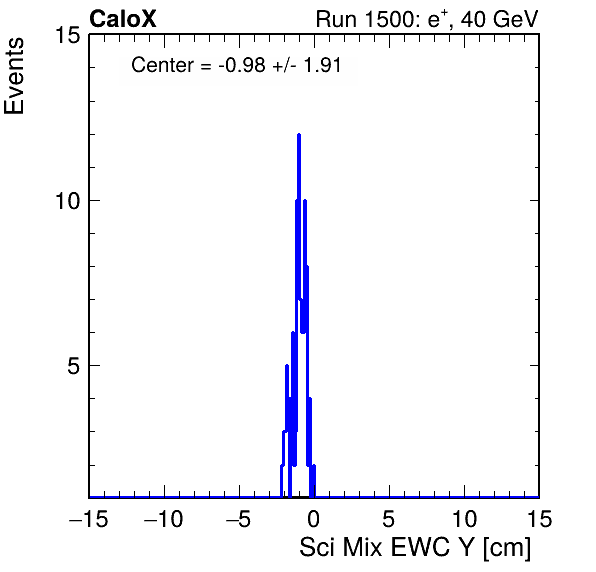 CaloX Run 1500: e⁺, 40 GeV
Events
Center = -0.98 +/- 1.91
15
10
5
−15 −10 −5 0 5 10 15
Sci Mix EWC Y [cm]